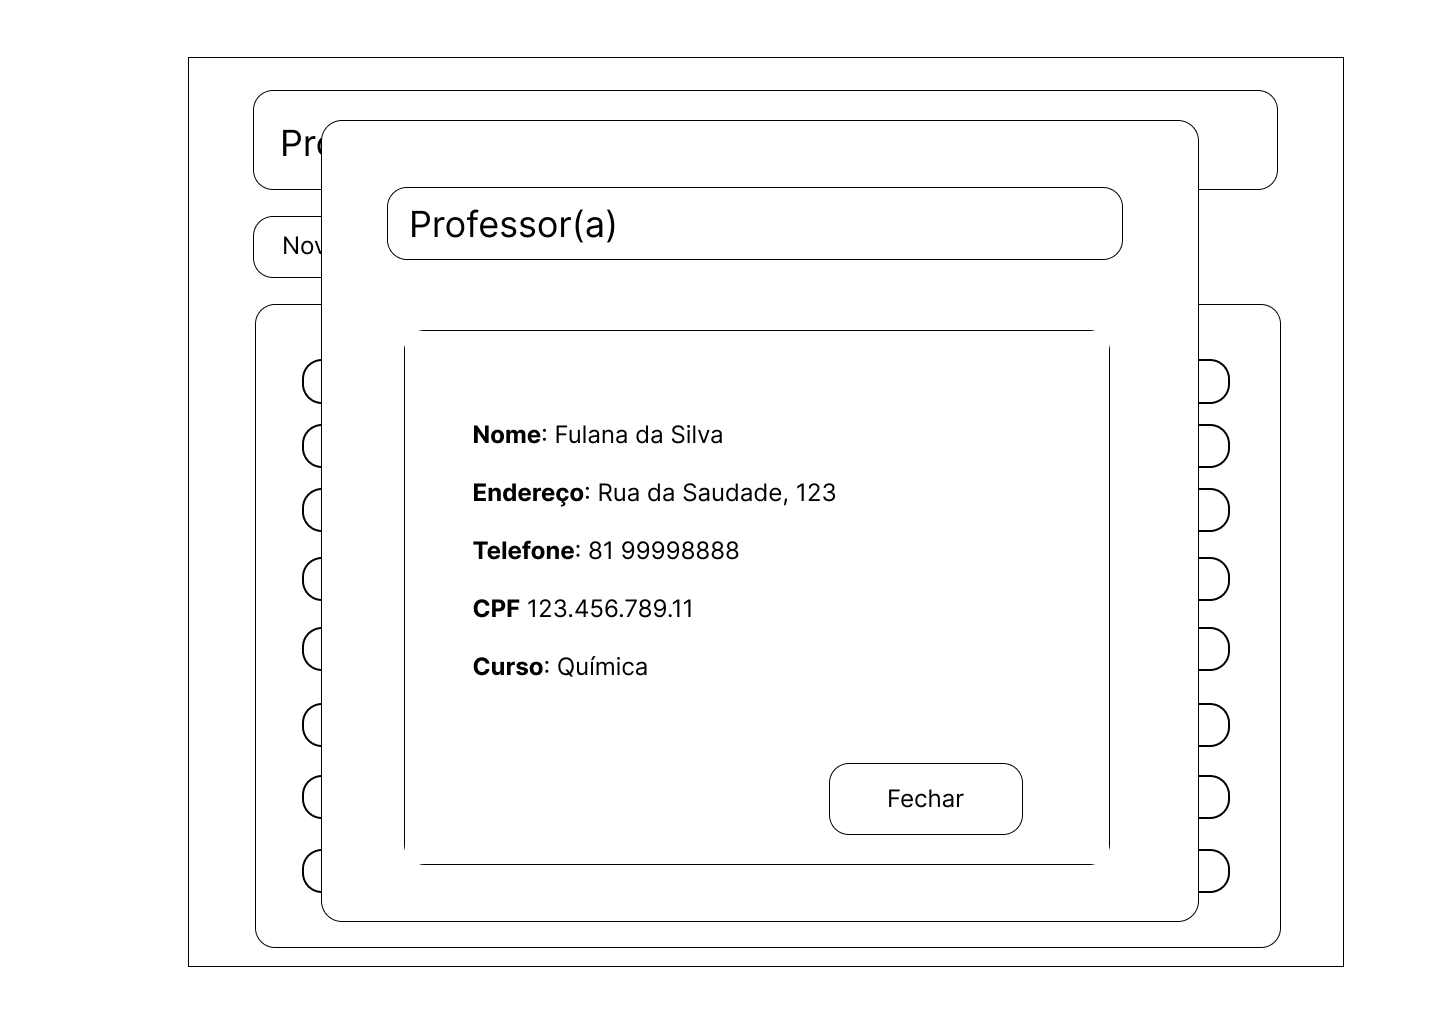 Pro
Nov
Professor(a)
Nome: Fulana da Silva
Endereço: Rua da Saudade, 123
Telefone: 81 99998888
CPF 123.456.789.11
Curso: Química
Fechar